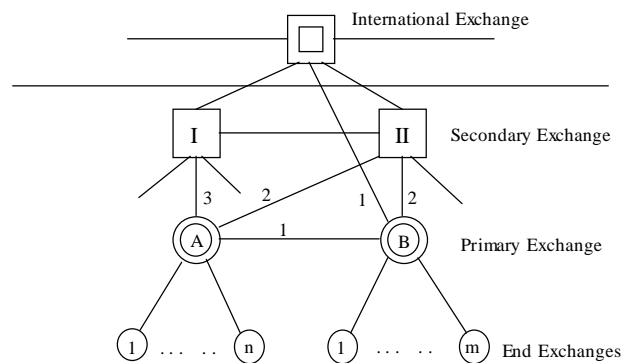 International Exchange
I
II
Secondary Exchange
3
2
1
2
1
A
B
Primary Exchange
1 ... .. n
1 ... .. m
End Exchanges